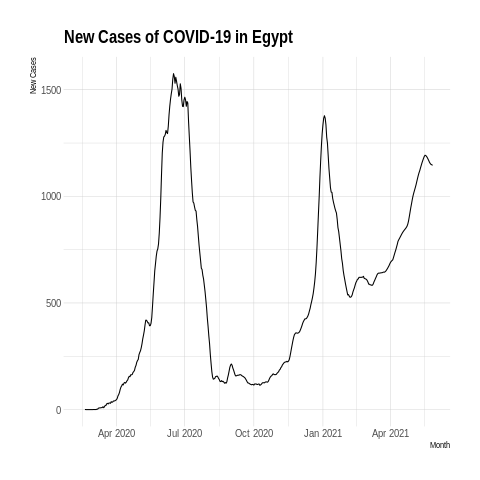 New Cases of COVID-19 in Egypt
New Cases
1500
1000
500
0
Apr 2020
Jul 2020
Oct 2020
Jan 2021
Apr 2021
Month